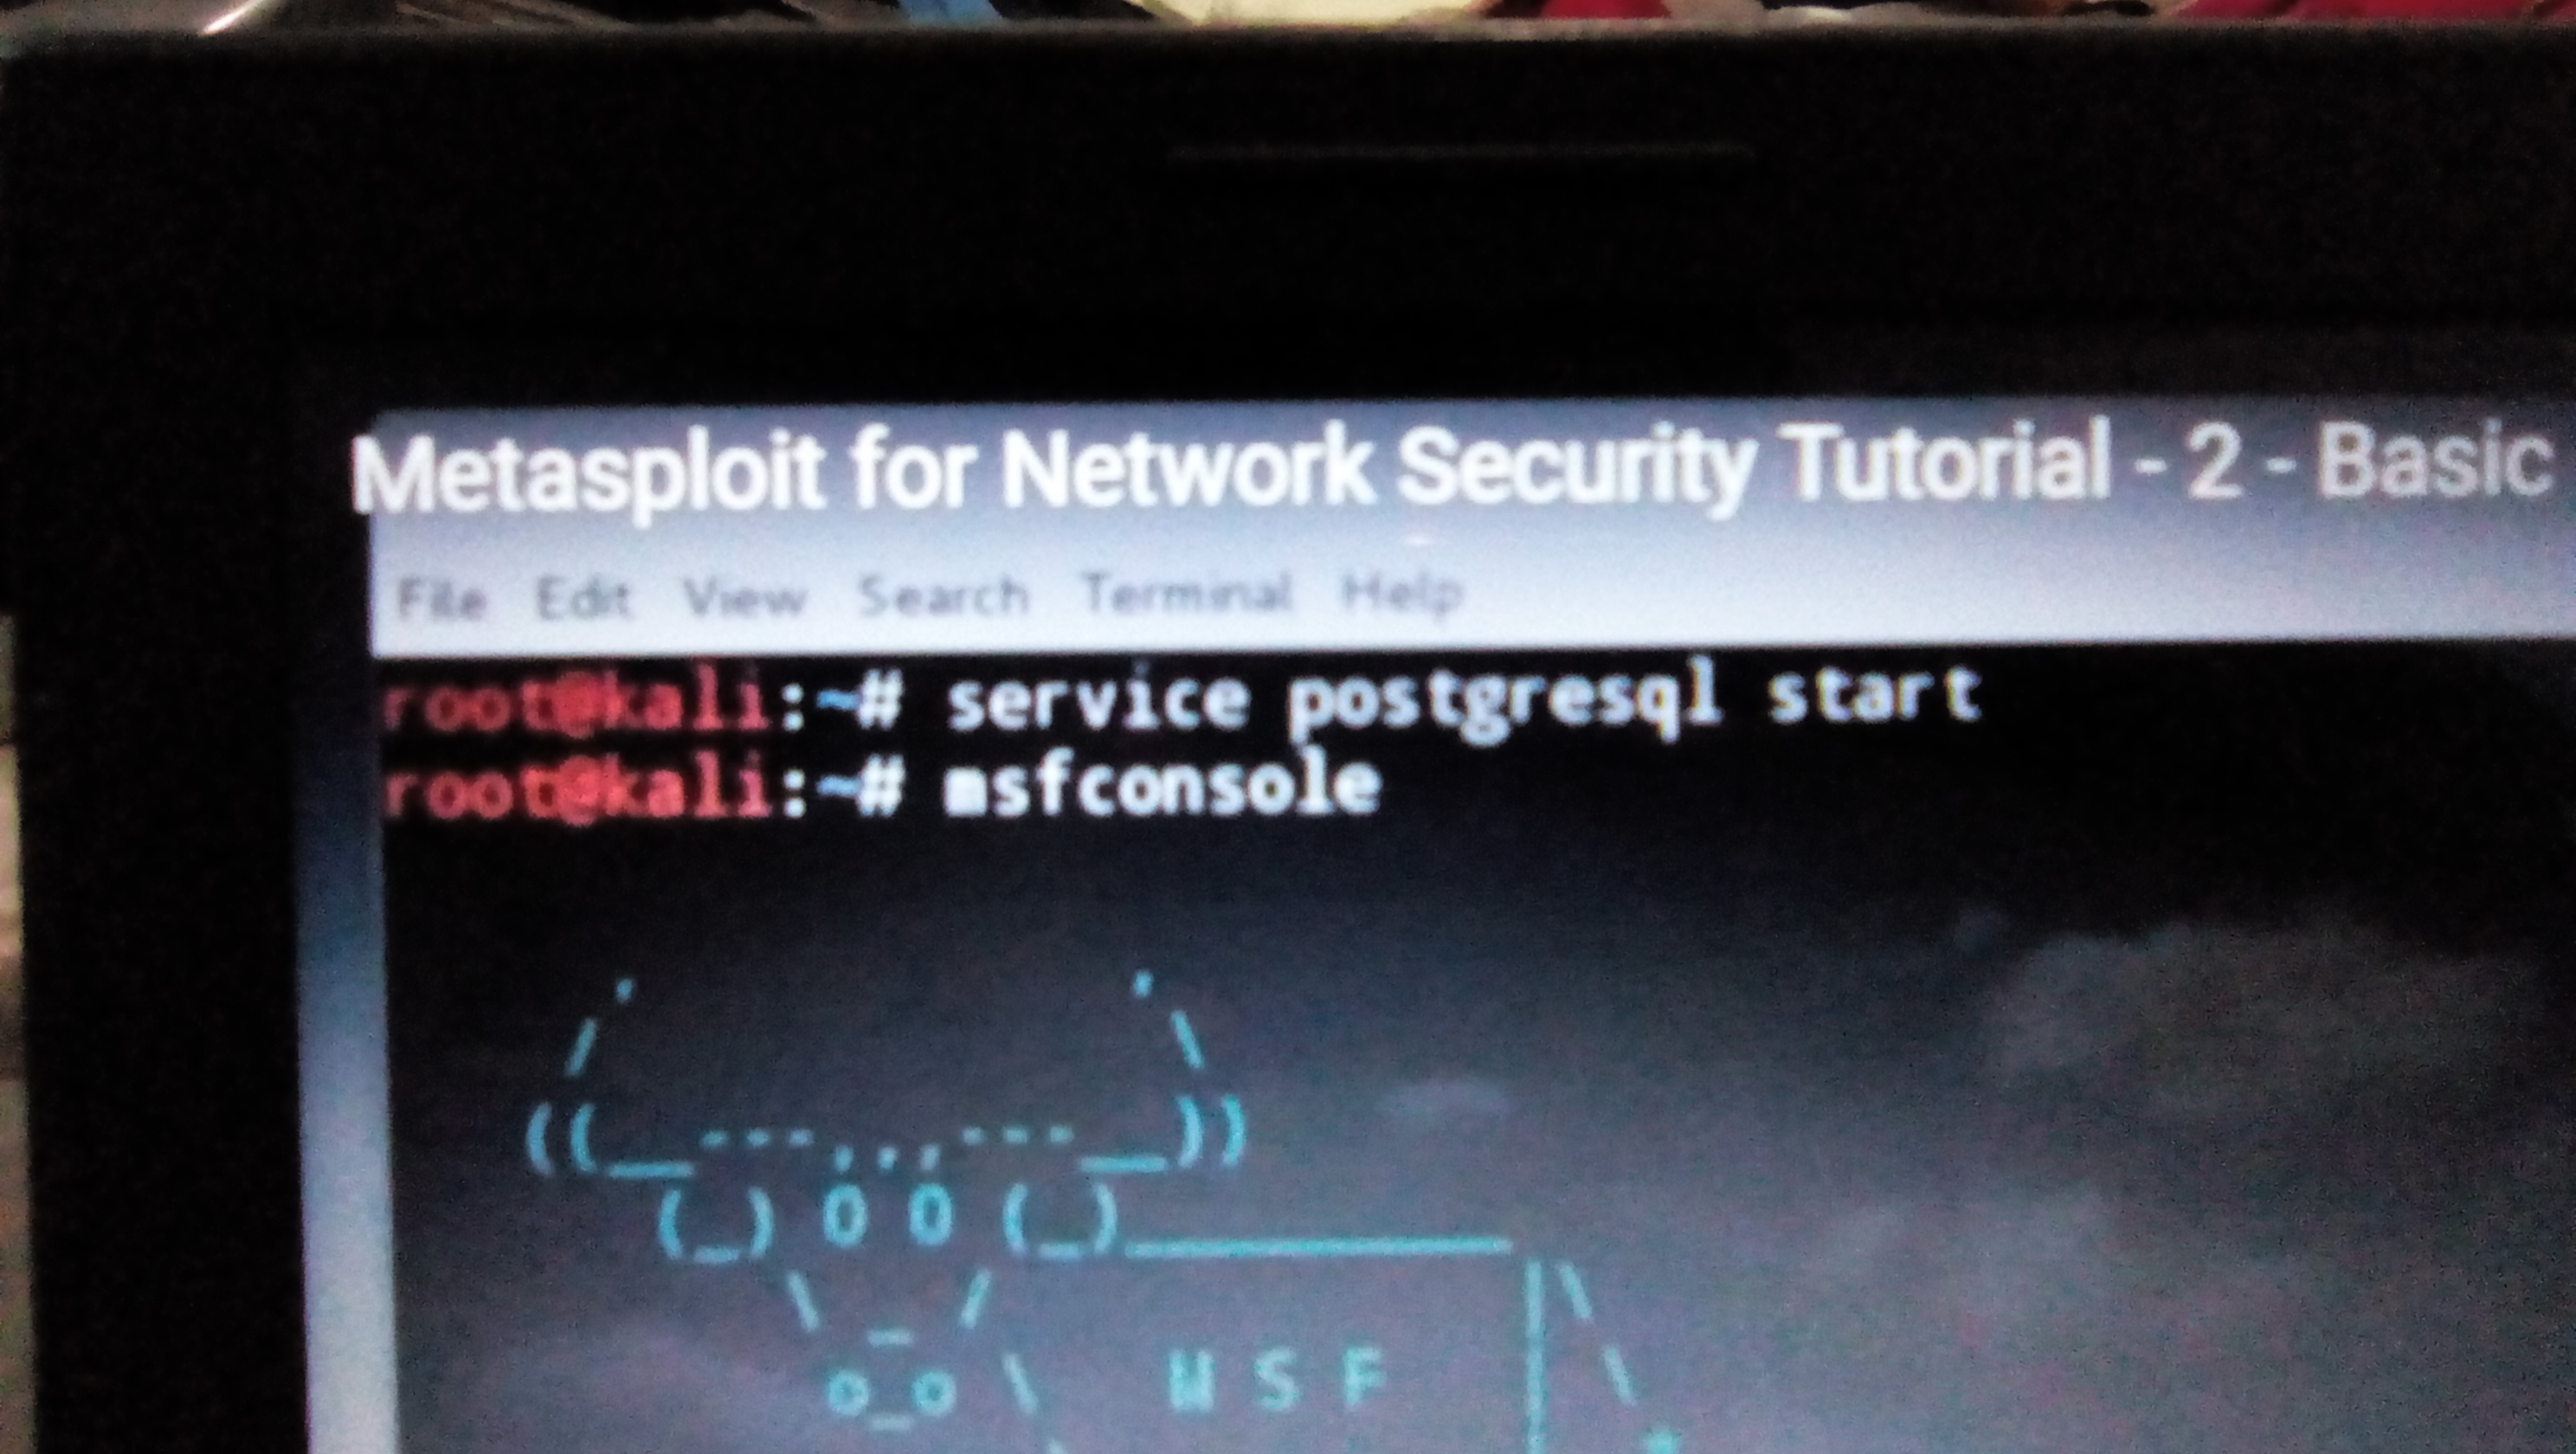 Metasploit for Network Security Tutorial - 2 - Basic
File Edit View Search Terminal Help
root@kali:~# service postgresql start
root@kali:~# msfconsole
M S F